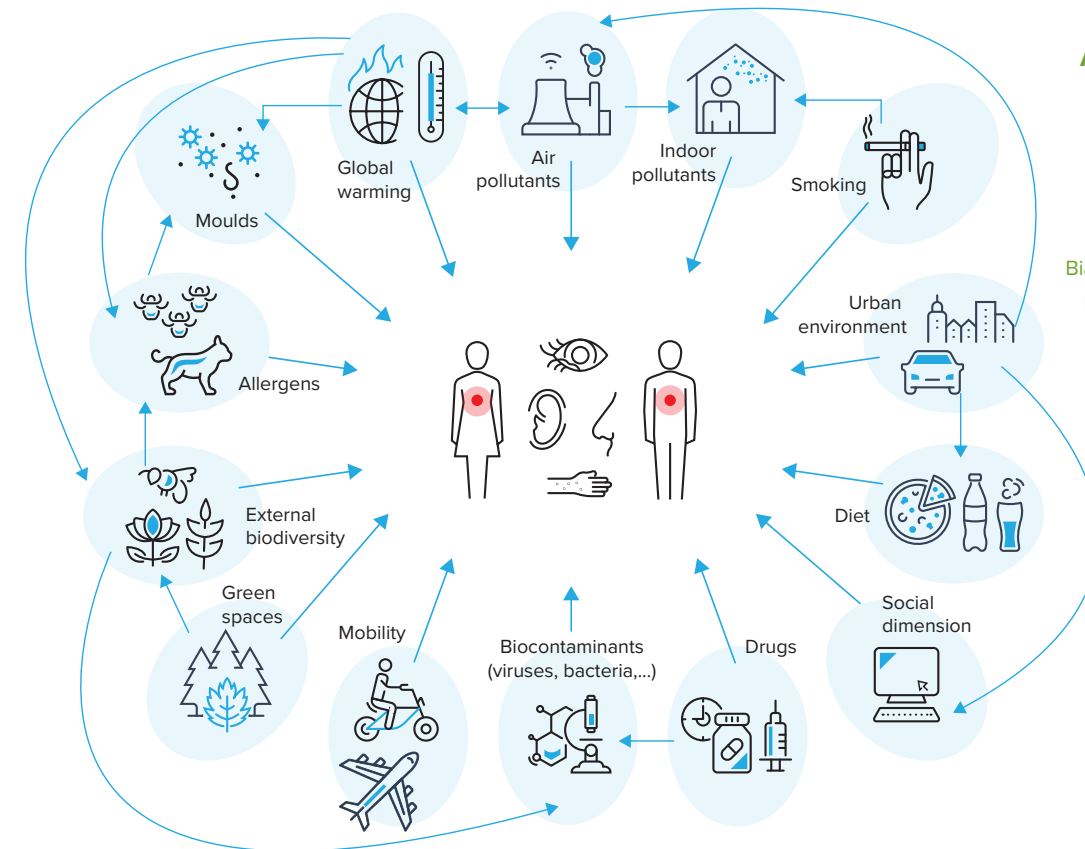 Global
warming
Air
pollutants
Indoor
pollutants
Smoking
Moulds
Urban
environment
Allergens
Diet
External
biodiversity
Green
spaces
Social
dimension
Mobility
Biocontaminants
(viruses, bacteria,...)
Drugs